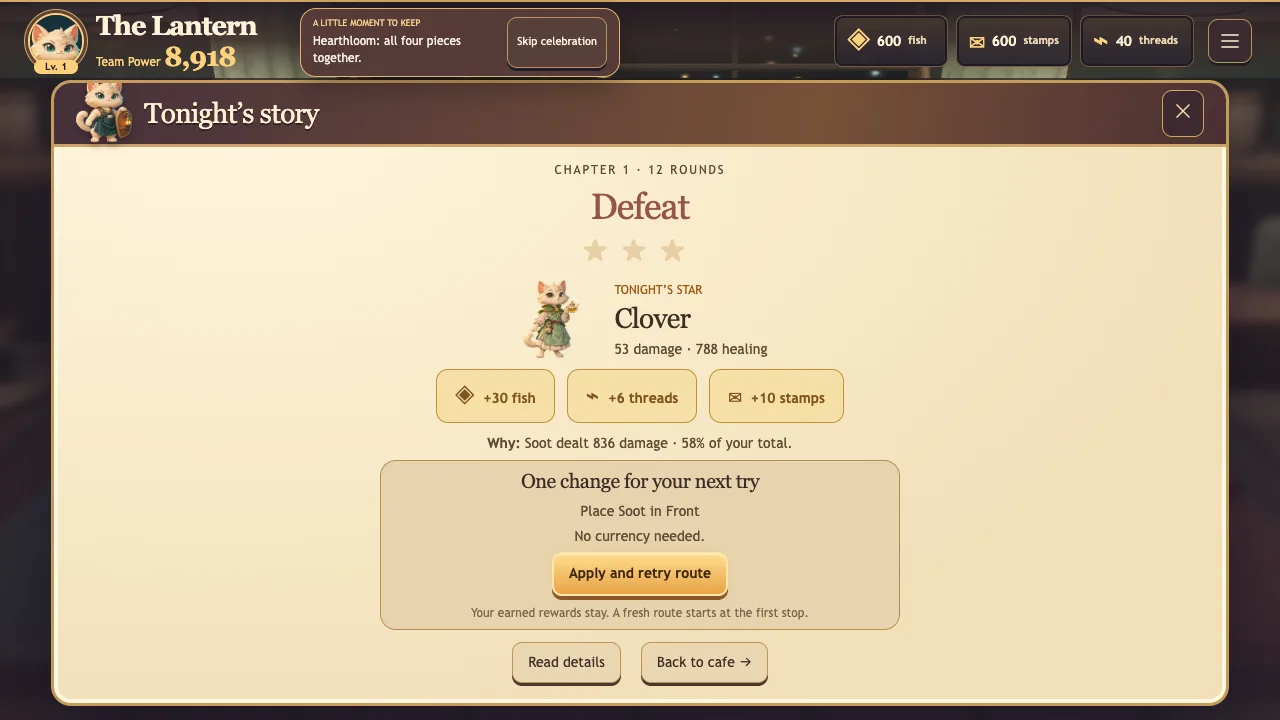 The Lantern
Team Power 8,918
Lv. 1
A LITTLE MOMENT TO KEEP
Hearthloom: all four pieces
together.
Skip celebration
600 fish
600 stamps
40 threads
Tonight’s story
CHAPTER 1 · 12 ROUNDS
Defeat
TONIGHT’S STAR
Clover
53 damage · 788 healing
+30 fish
+6 threads
+10 stamps
Why: Soot dealt 836 damage · 58% of your total.
One change for your next try
Place Soot in Front
No currency needed.
Apply and retry route
Your earned rewards stay. A fresh route starts at the first stop.
Read details
Back to cafe →